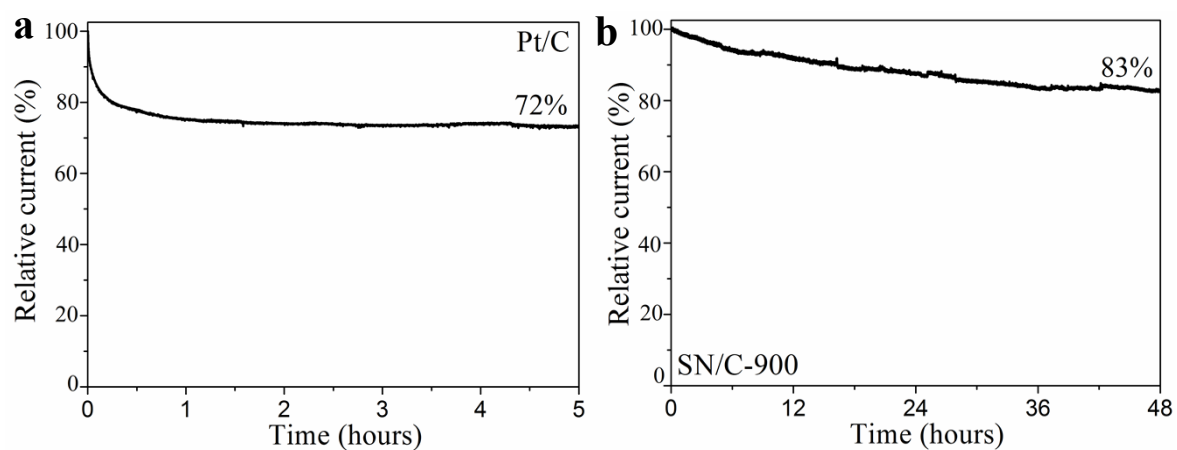 a
Pt/C
72%
Relative current (%)
100
80
60
40
20
0
0 1 2 3 4 5
Time (hours)
b
83%
SN/C-900
Relative current (%)
100
80
60
40
20
0
0 12 24 36 48
Time (hours)